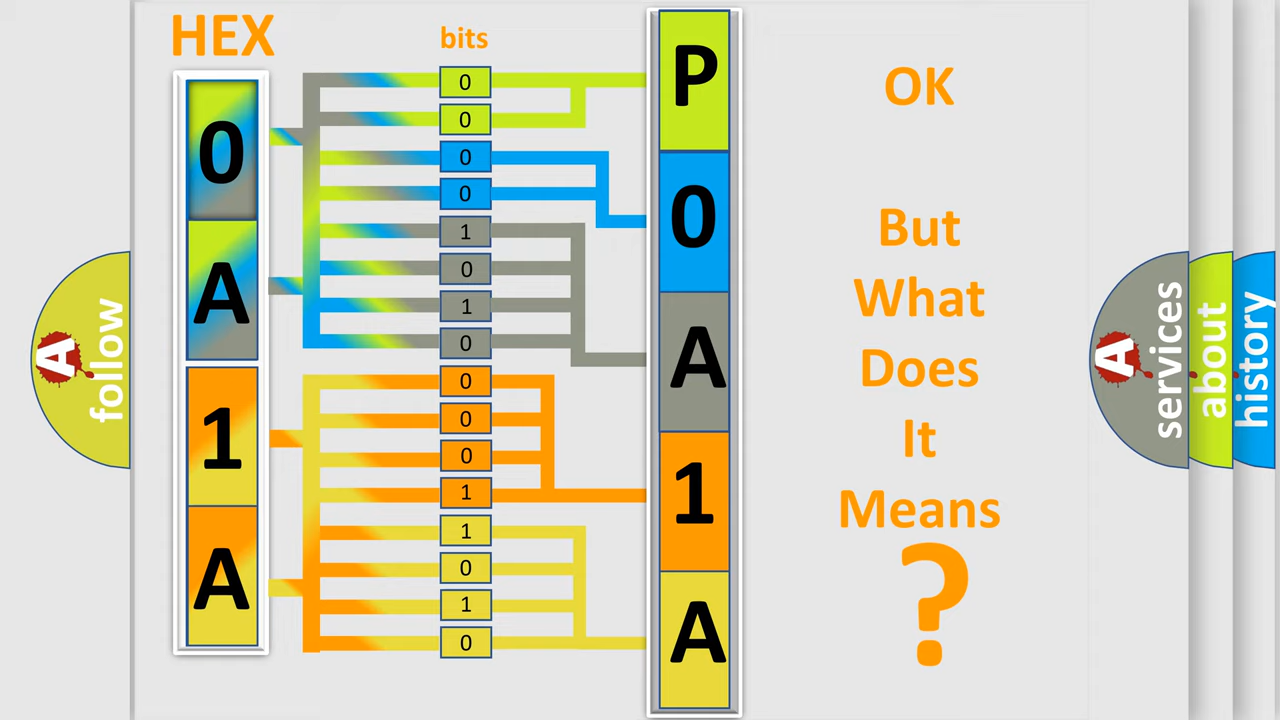 HEX
bits
0
A
1
A
0
0
0
0
1
0
1
0
0
0
0
1
1
0
1
0
P
0
A
1
A
OK
But
What
Does
It
Means
?
A
follow
A
services
about
history